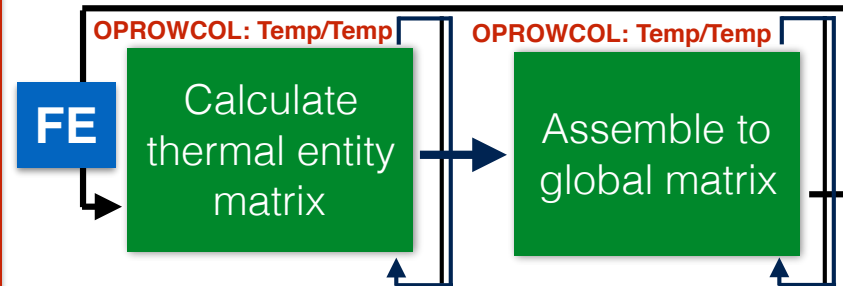 OPROWCOL: Temp/Temp
OPROWCOL: Temp/Temp
FE
Calculate
thermal entity
matrix
Assemble to
global matrix